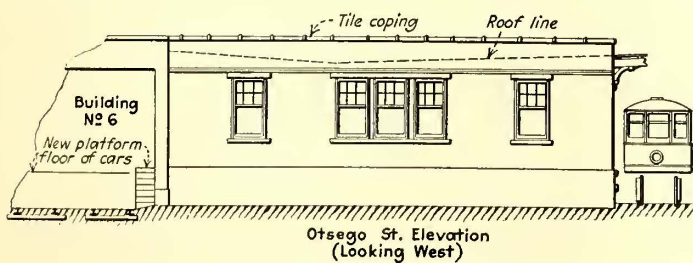 Tile coping
Roof line
Building
Nº 6
New platform
floor of cars
Otsego St. Elevation
(Looking West)